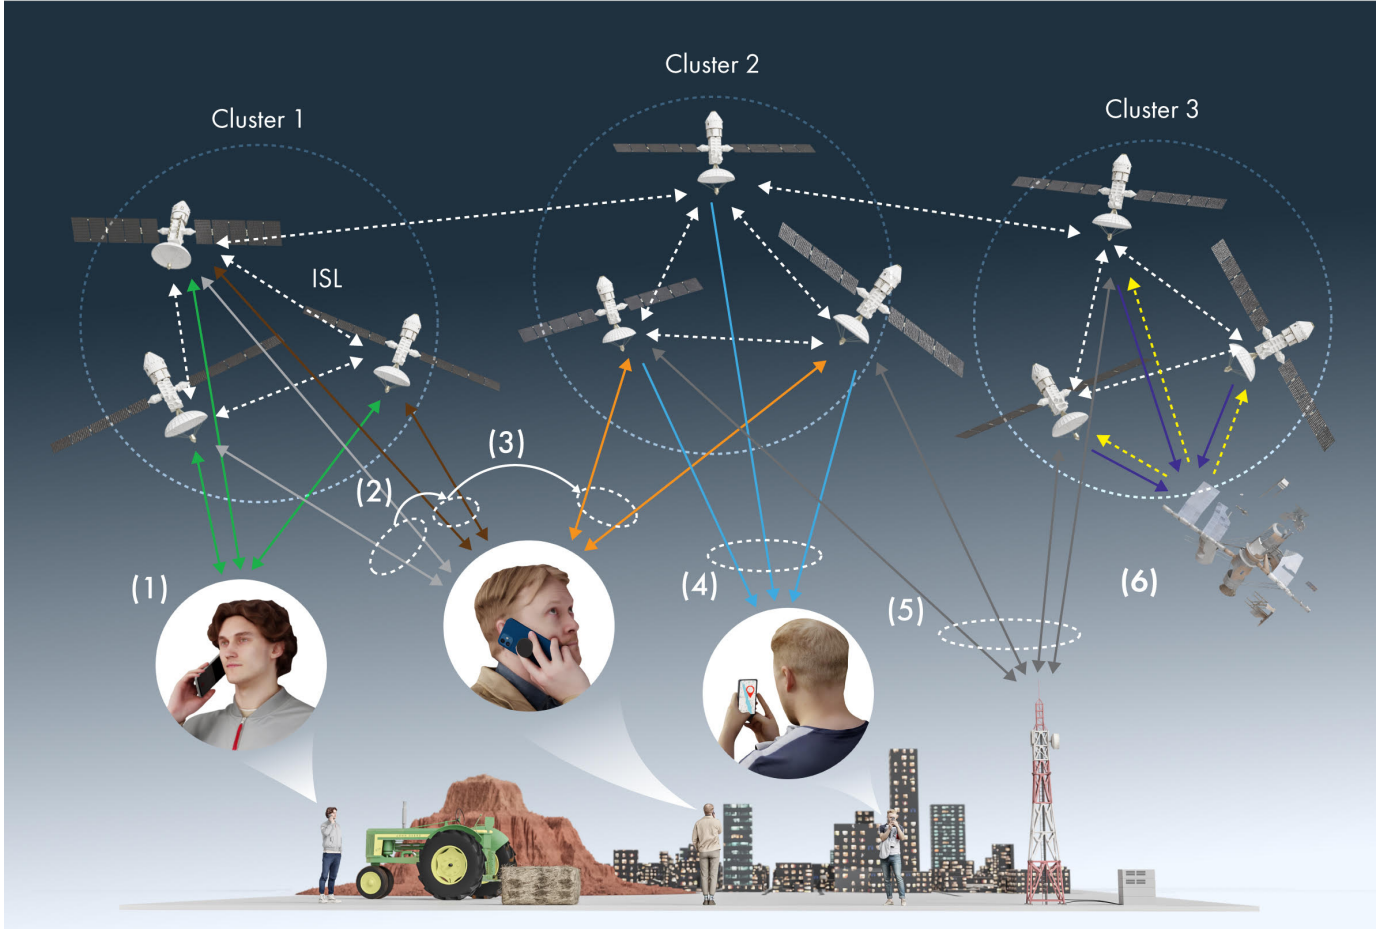 Cluster 2
Cluster 1
Cluster 3
ISL
(3)
(2)
(1)
(4)
(5)
(6)